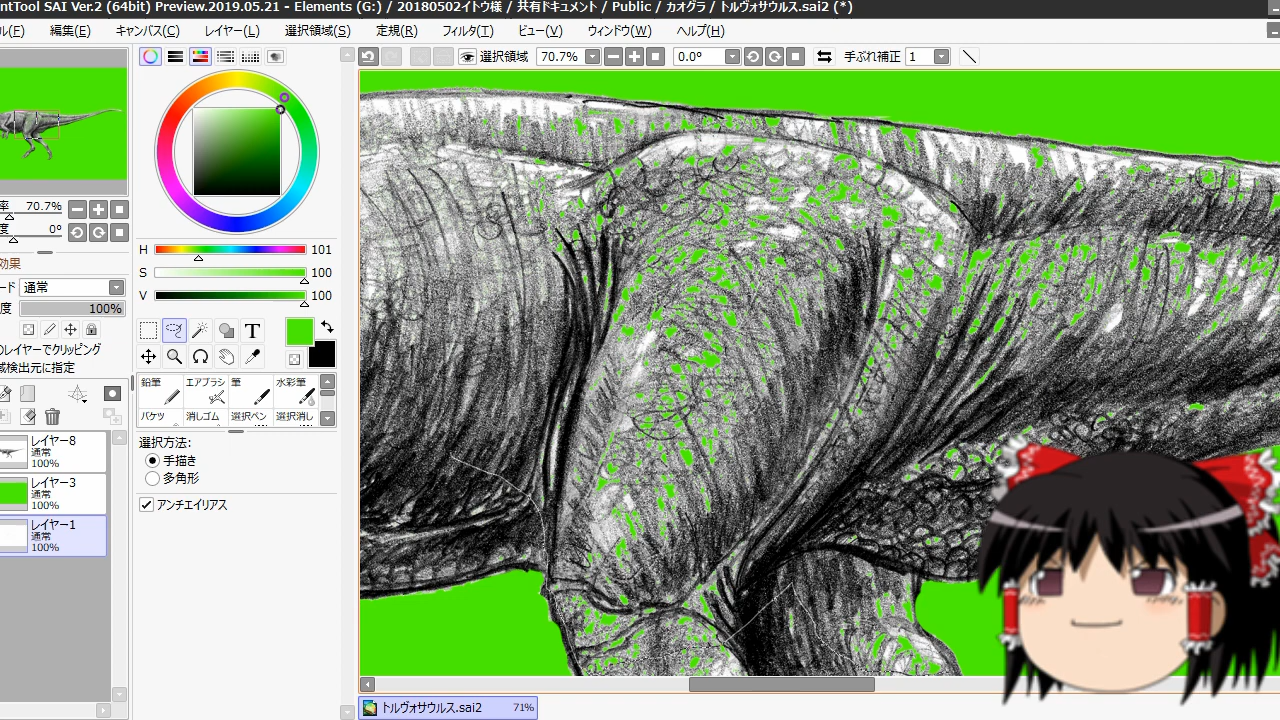 ntTool SAI Ver.2 (64bit) Preview.2019.05.21 - Elements (G:) / 20180502イトウ様 / 共有ドキュメント / Public / カオグラ / トルヴォサウルス.sai2 (*)
ル(F) 編集(E) キャンバス(C) レイヤー(L) 選択領域(S) 定規(R) フィルタ(T) ビュー(V) ウィンドウ(W) ヘルプ(H)
選択領域 70.7% 0.0° 手ぶれ補正 1
率 70.7%
度 0°
効果
ード 通常
度 100%
のレイヤーでクリッピング
域検出元に指定
レイヤー8
通常
100%
レイヤー3
通常
100%
レイヤー1
通常
100%
H 101
S 100
V 100
T
鉛筆 エアブラシ 筆 水彩筆
バケツ 消しゴム 選択ペン 選択消し
選択方法:
手描き
多角形
アンチエイリアス
トルヴォサウルス.sai2 71%